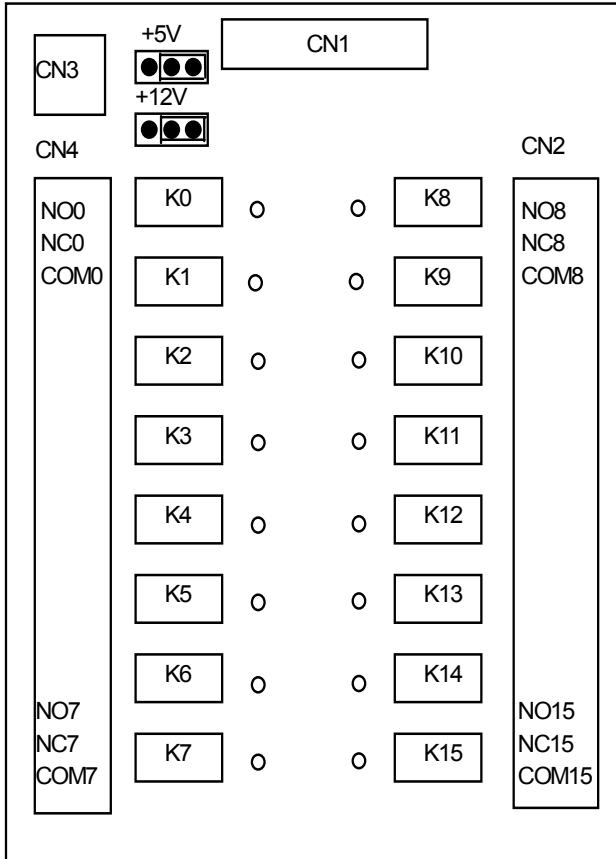 +5V
CN1
CN3
+12V
CN4
CN2
K0
K8
NO0
NC0
COM0
NO8
NC8
COM8
K1
K9
K2
K10
K3
K11
K4
K12
K5
K13
K6
K14
NO7
NC7
COM7
NO15
NC15
COM15
K7
K15